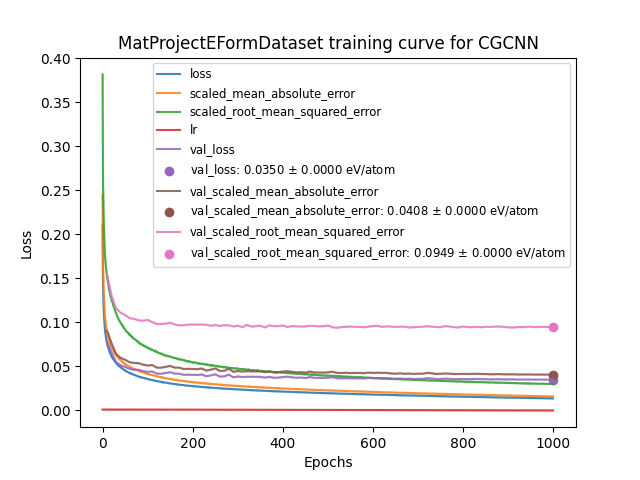 MatProjectEFormDataset training curve for CGCNN
0.40
0.35
0.30
0.25
0.20
0.15
0.10
0.05
0.00
Loss
loss
scaled_mean_absolute_error
scaled_root_mean_squared_error
lr
val_loss
val_loss: 0.0350 ± 0.0000 eV/atom
val_scaled_mean_absolute_error
val_scaled_mean_absolute_error: 0.0408 ± 0.0000 eV/atom
val_scaled_root_mean_squared_error
val_scaled_root_mean_squared_error: 0.0949 ± 0.0000 eV/atom
0 200 400 600 800 1000
Epochs